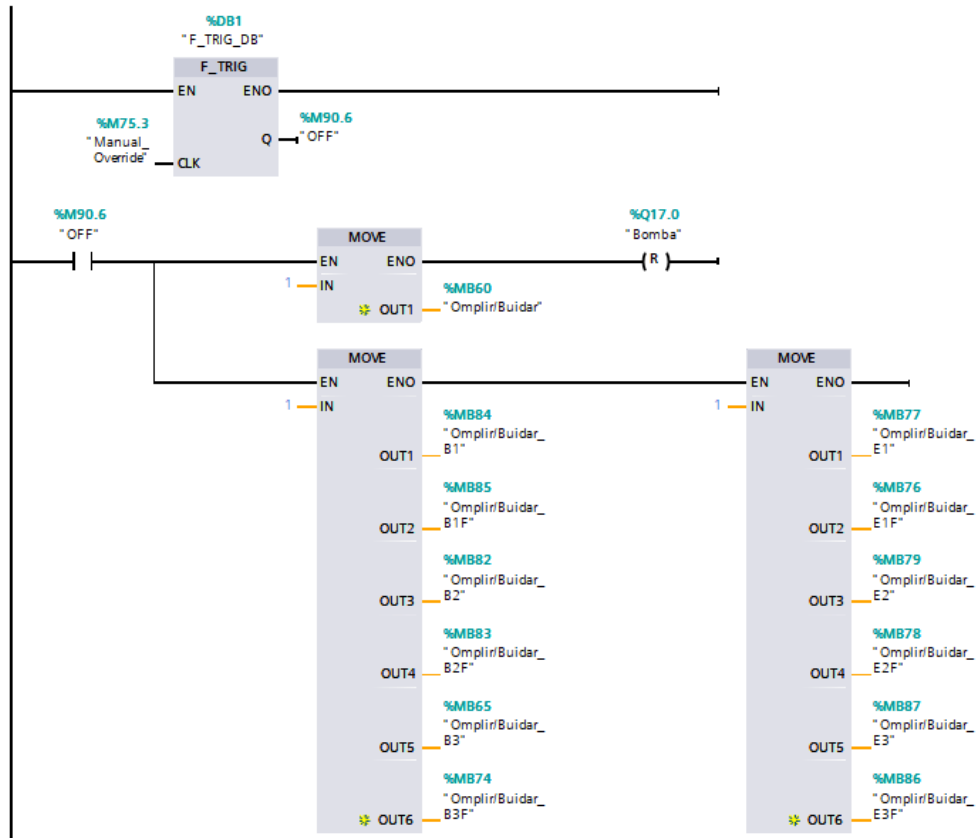 %DB1
"F_TRIG_DB"
F_TRIG
EN ENO
%M75.3
"Manual_
Override"
CLK
Q
%M90.6
"OFF"
%M90.6
"OFF"
MOVE
EN ENO
1 IN
OUT1
%MB60
"Omplir/Buidar"
%Q17.0
"Bomba"
R
MOVE
EN ENO
1 IN
%MB84
"Omplir/Buidar_
OUT1 B1"
%MB85
"Omplir/Buidar_
OUT2 B1F"
%MB82
"Omplir/Buidar_
OUT3 B2"
%MB83
"Omplir/Buidar_
OUT4 B2F"
%MB65
"Omplir/Buidar_
OUT5 B3"
%MB74
"Omplir/Buidar_
OUT6 B3F"
MOVE
EN ENO
1 IN
%MB77
"Omplir/Buidar_
OUT1 E1"
%MB76
"Omplir/Buidar_
OUT2 E1F"
%MB79
"Omplir/Buidar_
OUT3 E2"
%MB78
"Omplir/Buidar_
OUT4 E2F"
%MB87
"Omplir/Buidar_
OUT5 E3"
%MB86
"Omplir/Buidar_
OUT6 E3F"